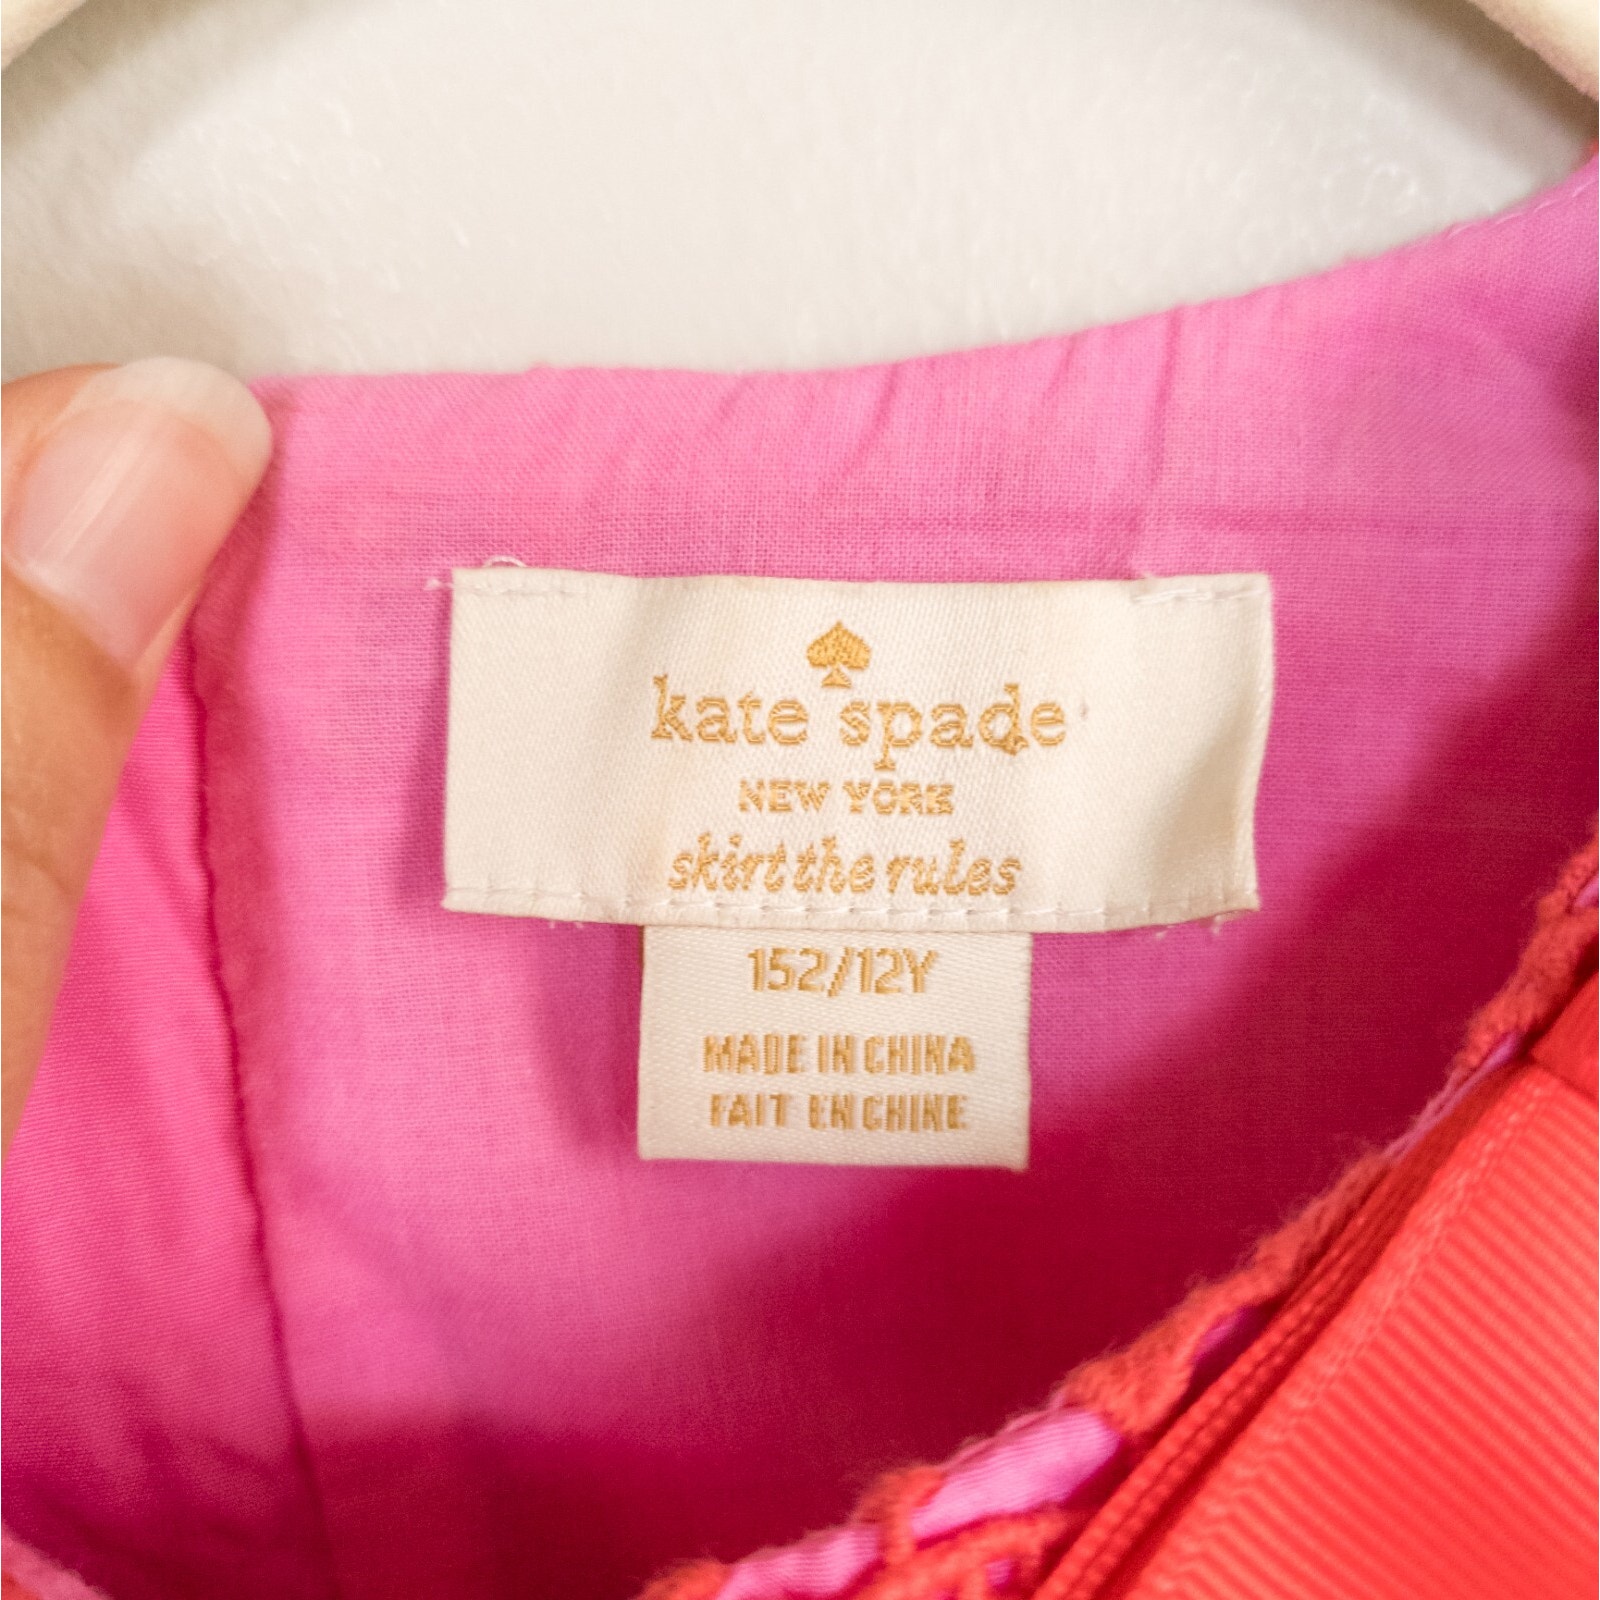 kate spade
NEW YORK
skirt the rules
152/12Y
MADE IN CHINA
FAIT EN CHINE